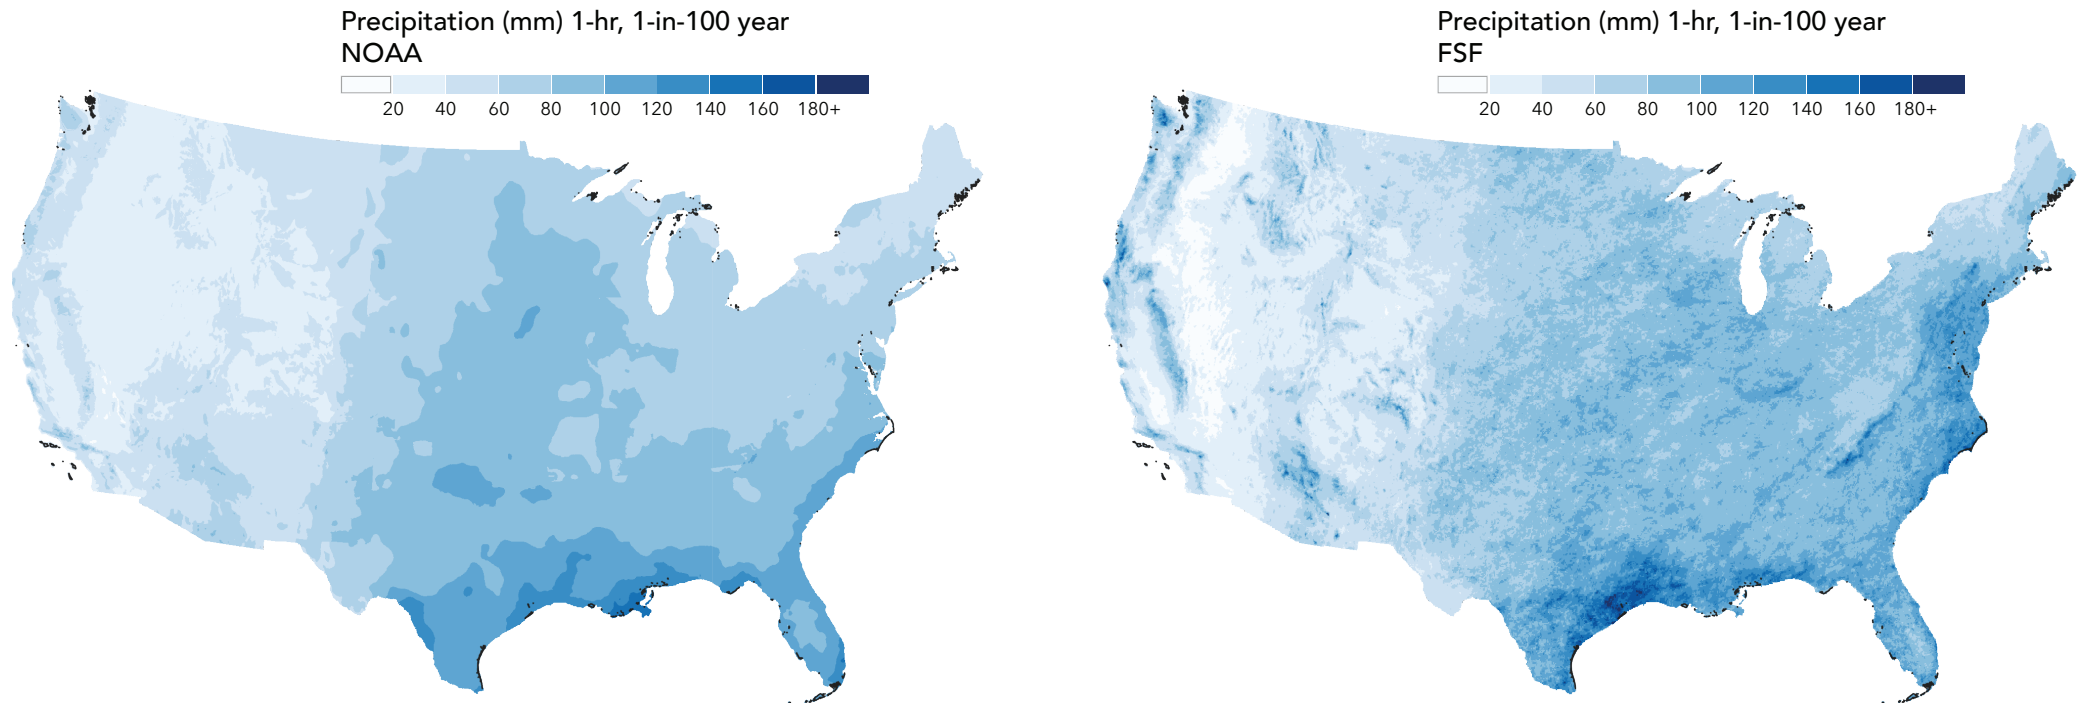 Precipitation (mm) 1-hr, 1-in-100 year
NOAA
20 40 60 80 100 120 140 160 180+
Precipitation (mm) 1-hr, 1-in-100 year
FSF
20 40 60 80 100 120 140 160 180+